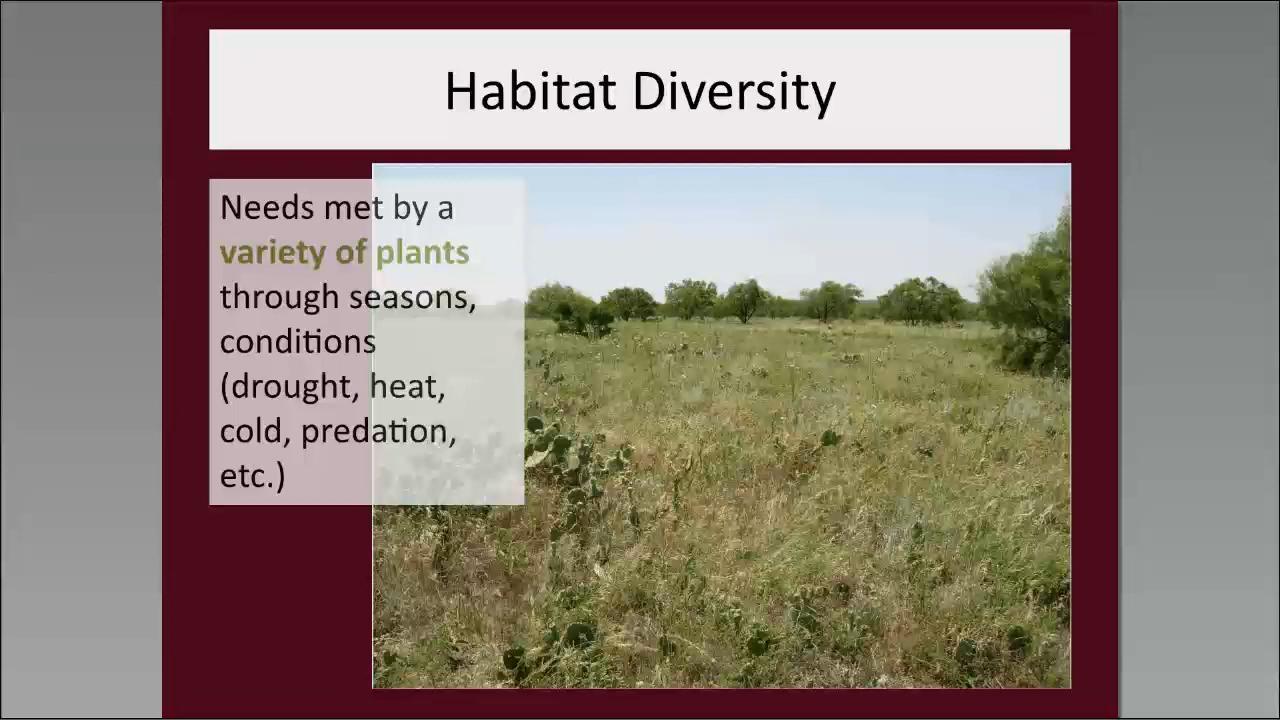 Habitat Diversity
Needs met by a
variety of plants
through seasons,
conditions
(drought, heat,
cold, predation,
etc.)